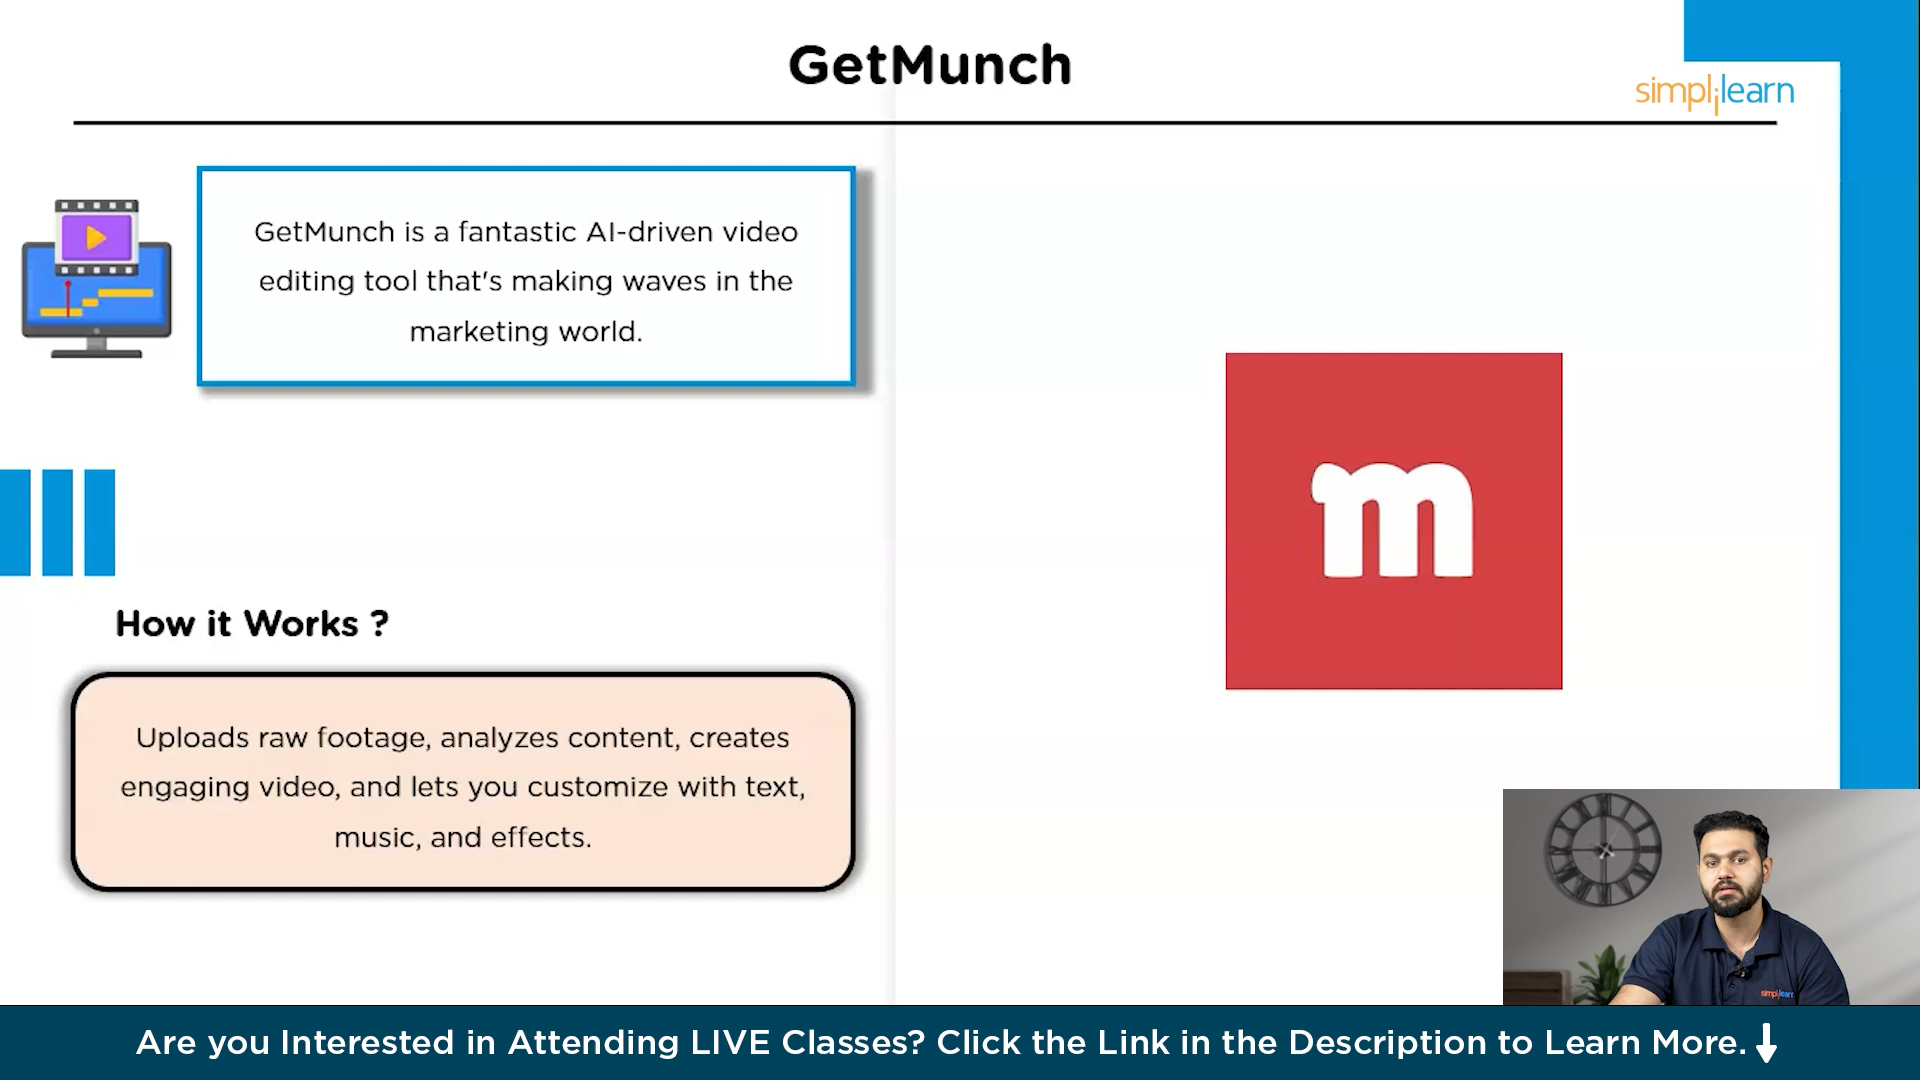 GetMunch
simplilearn
GetMunch is a fantastic AI-driven video
editing tool that's making waves in the
marketing world.
m
How it Works ?
Uploads raw footage, analyzes content, creates
engaging video, and lets you customize with text,
music, and effects.
simplilearn
Are you Interested in Attending LIVE Classes? Click the Link in the Description to Learn More.